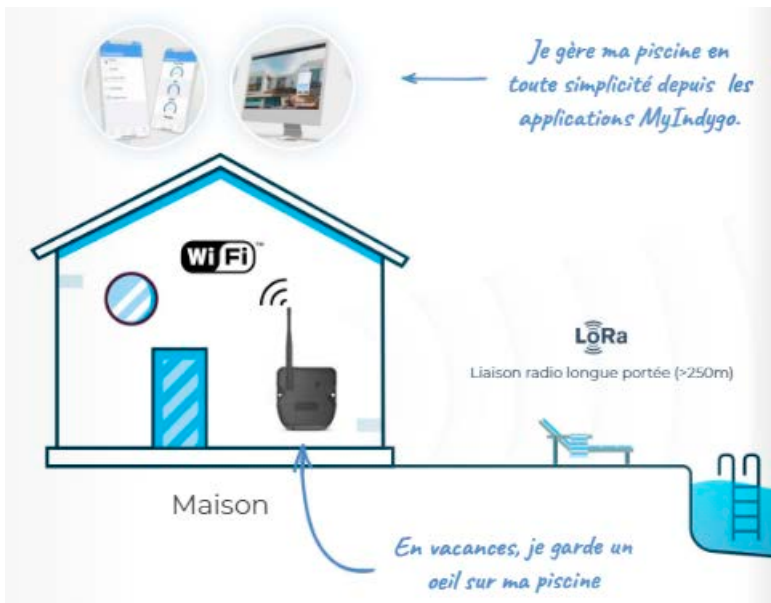 Je gère ma piscine en
toute simplicité depuis les
applications MyIndygo.
WiFi™
LoRa
Liaison radio longue portée (>250m)
Maison
En vacances, je garde un
oeil sur ma piscine